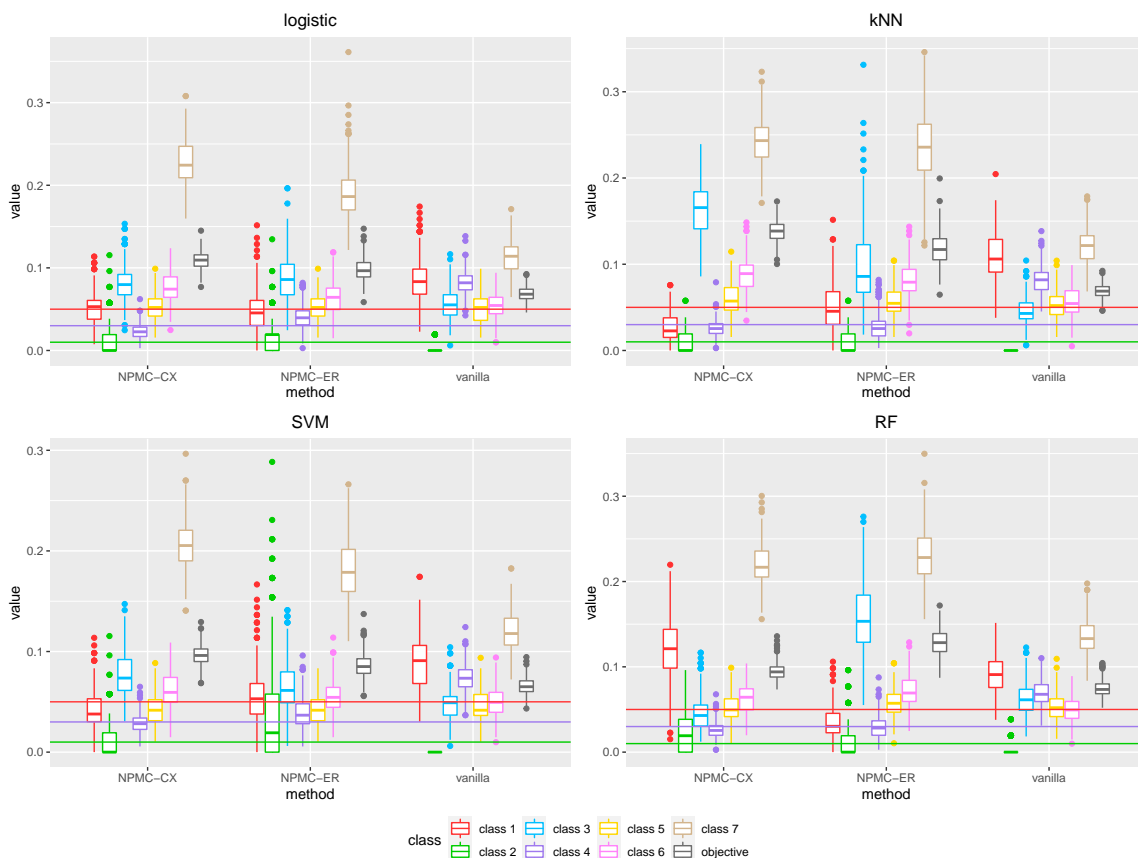 logistic
value
0.3
0.2
0.1
0.0
NPMC−CX
NPMC−ER
vanilla
method
kNN
value
0.3
0.2
0.1
0.0
NPMC−CX
NPMC−ER
vanilla
method
SVM
value
0.3
0.2
0.1
0.0
NPMC−CX
NPMC−ER
vanilla
method
RF
value
0.3
0.2
0.1
0.0
NPMC−CX
NPMC−ER
vanilla
method
class
class 1
class 3
class 5
class 7
class 2
class 4
class 6
objective